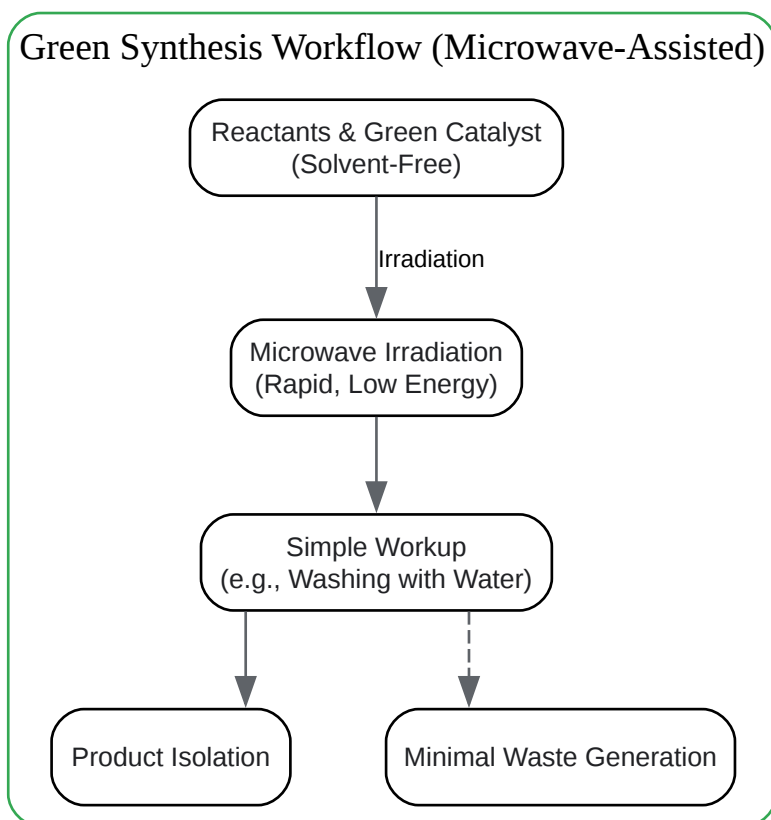 Green Synthesis Workflow (Microwave-Assisted)
Reactants & Green Catalyst
(Solvent-Free)
Irradiation
Microwave Irradiation
(Rapid, Low Energy)
Simple Workup
(e.g., Washing with Water)
Product Isolation
Minimal Waste Generation